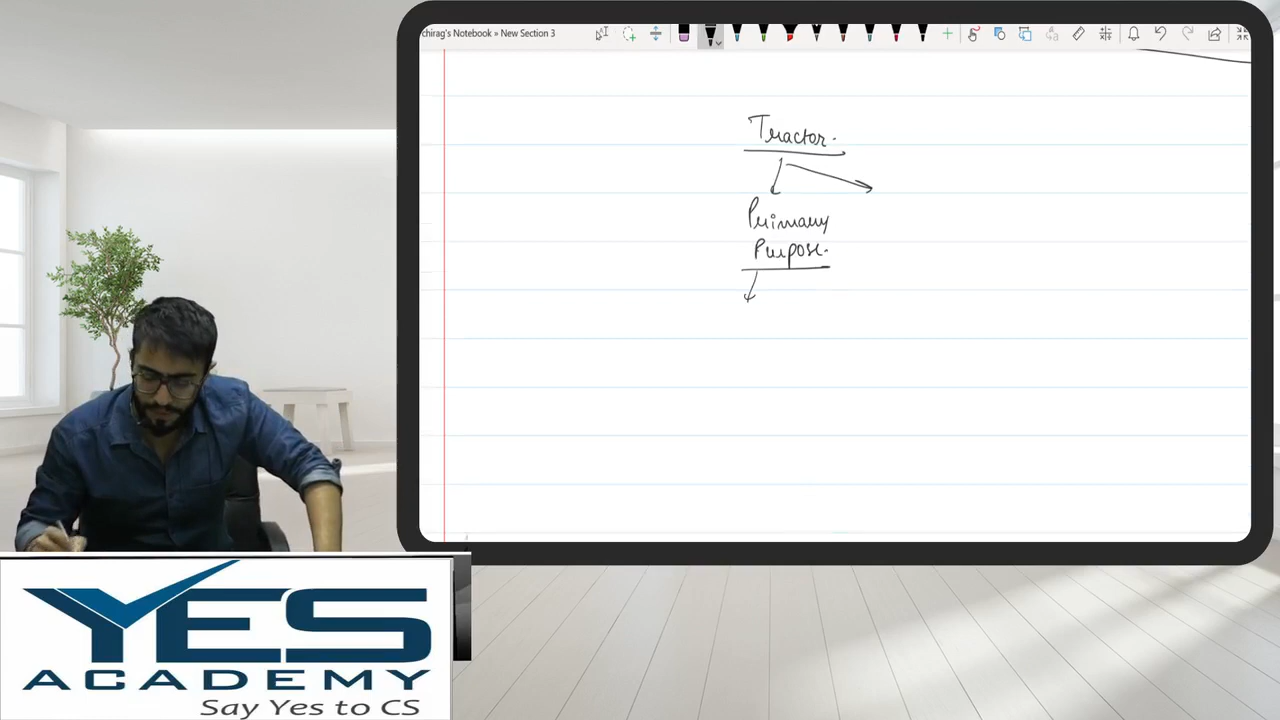 chirag's Notebook » New Section 3
Tractor.
Primary
Purpose.
YES
ACADEMY
Say Yes to CS